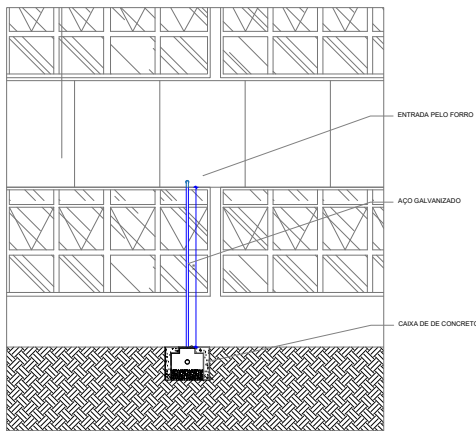 ENTRADA PELO FORRO
AÇO GALVANIZADO
CAIXA DE DE CONCRETO